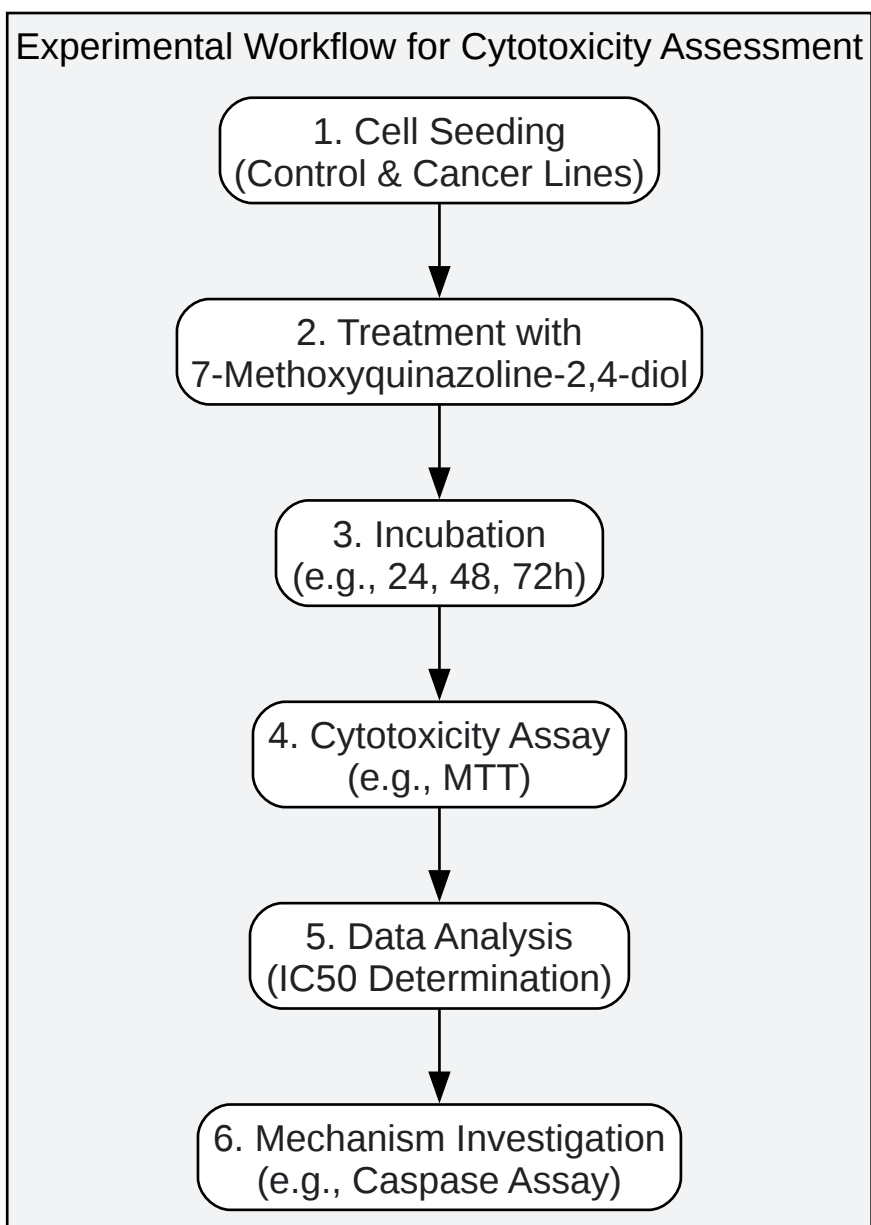 Experimental Workflow for Cytotoxicity Assessment
1. Cell Seeding
(Control & Cancer Lines)
2. Treatment with
7-Methoxyquinazoline-2,4-diol
3. Incubation
(e.g., 24, 48, 72h)
4. Cytotoxicity Assay
(e.g., MTT)
5. Data Analysis
(IC50 Determination)
6. Mechanism Investigation
(e.g., Caspase Assay)